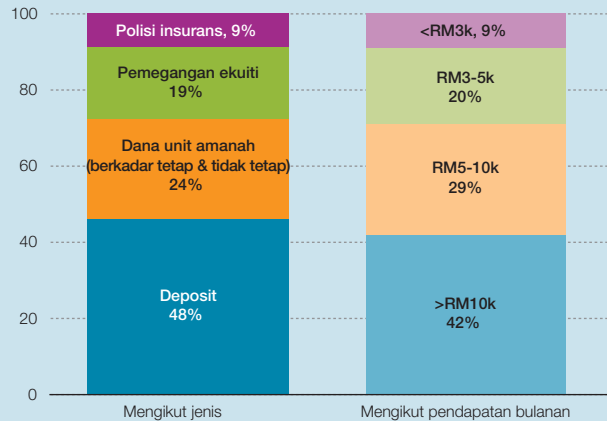 100
80
60
40
20
0
Polisi insurans, 9%
Pemegangan ekuiti
19%
Dana unit amanah
(berkadar tetap & tidak tetap)
24%
Deposit
48%
<RM3k, 9%
RM3-5k
20%
RM5-10k
29%
>RM10k
42%
Mengikut jenis
Mengikut pendapatan bulanan